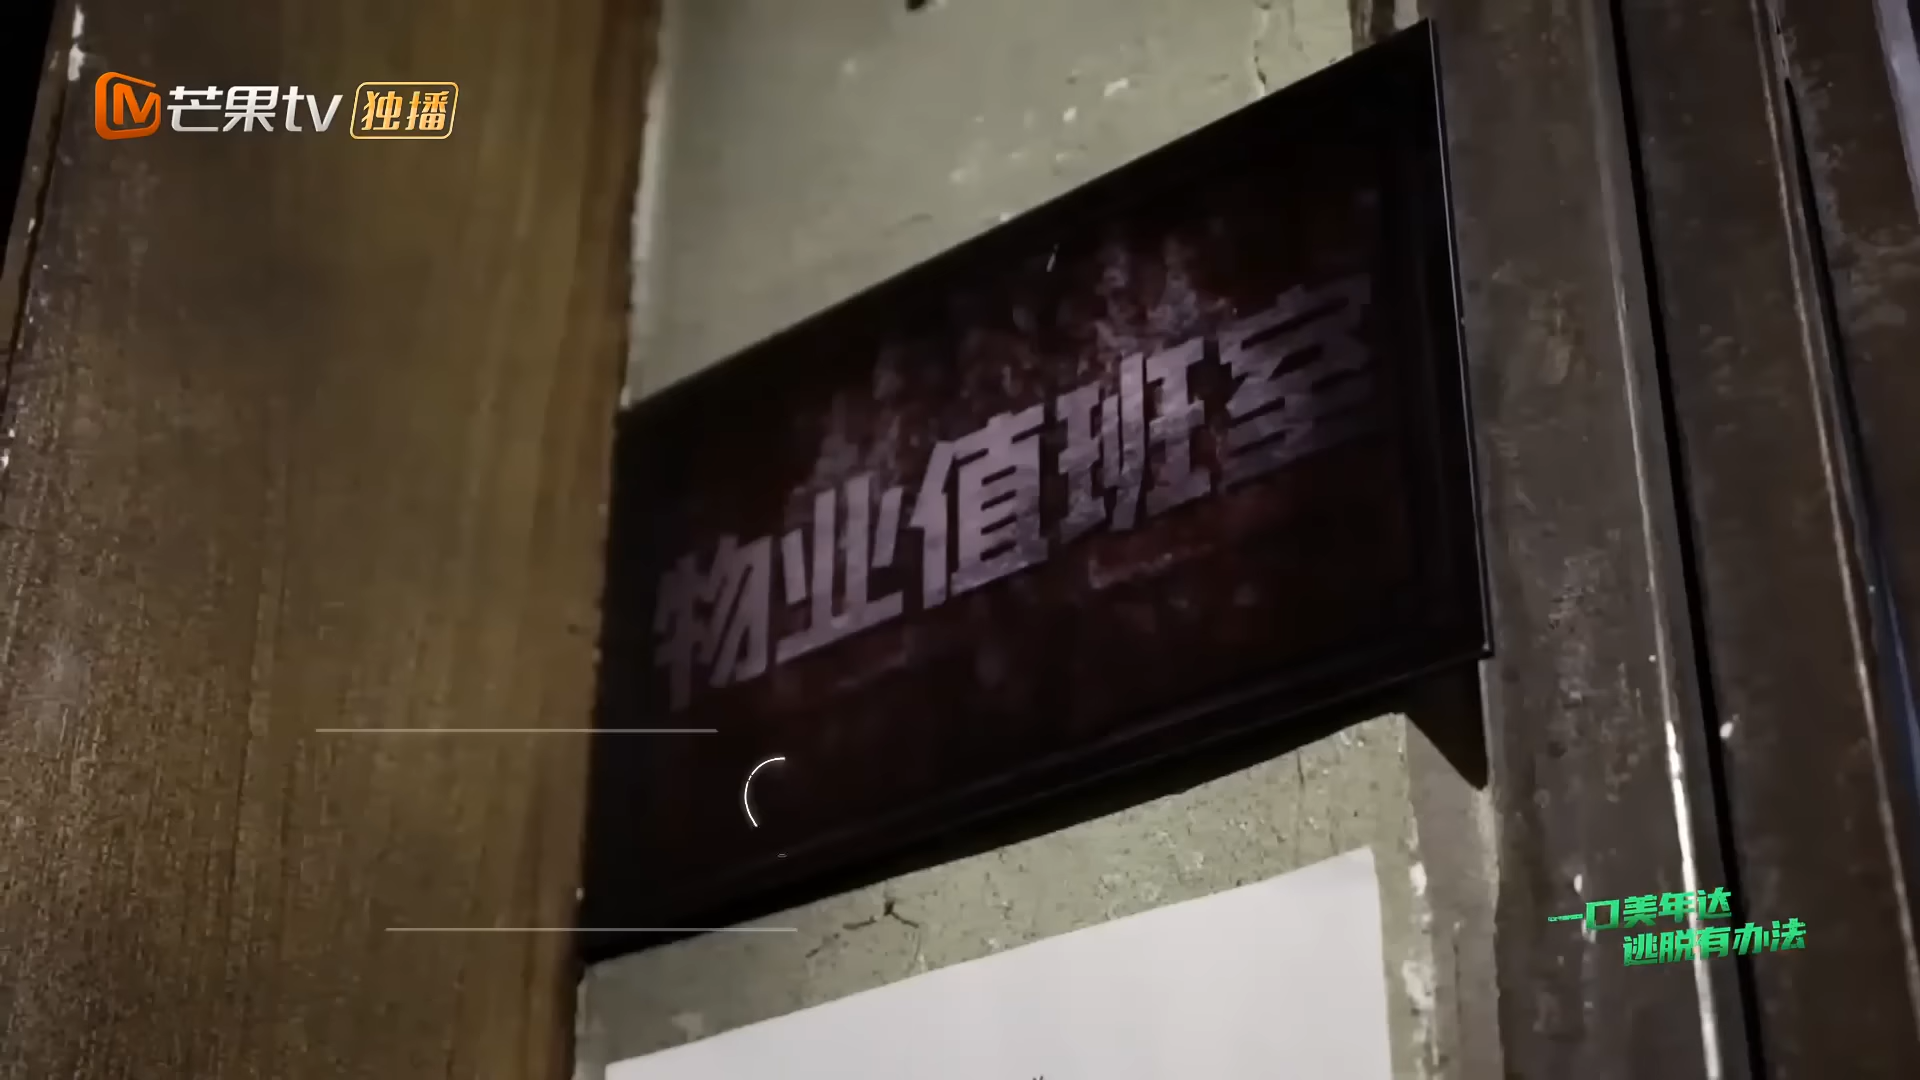 芒果tv 独播
物业值班室
一口美年达
逃脱有办法